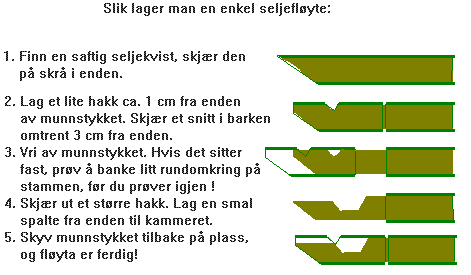 Slik lager man en enkel seljefløyte:
1. Finn en saftig seljekvist, skjær den
på skrå i enden.
2. Lag et lite hakk ca. 1 cm fra enden
av munnstykket. Skjær et snitt i barken
omtrent 3 cm fra enden.
3. Vri av munnstykket. Hvis det sitter
fast, prøv å banke litt rundomkring på
stammen, før du prøver igjen !
4. Skjær ut et større hakk. Lag en smal
spalte fra enden til kammeret.
5. Skyv munnstykket tilbake på plass,
og fløyta er ferdig!